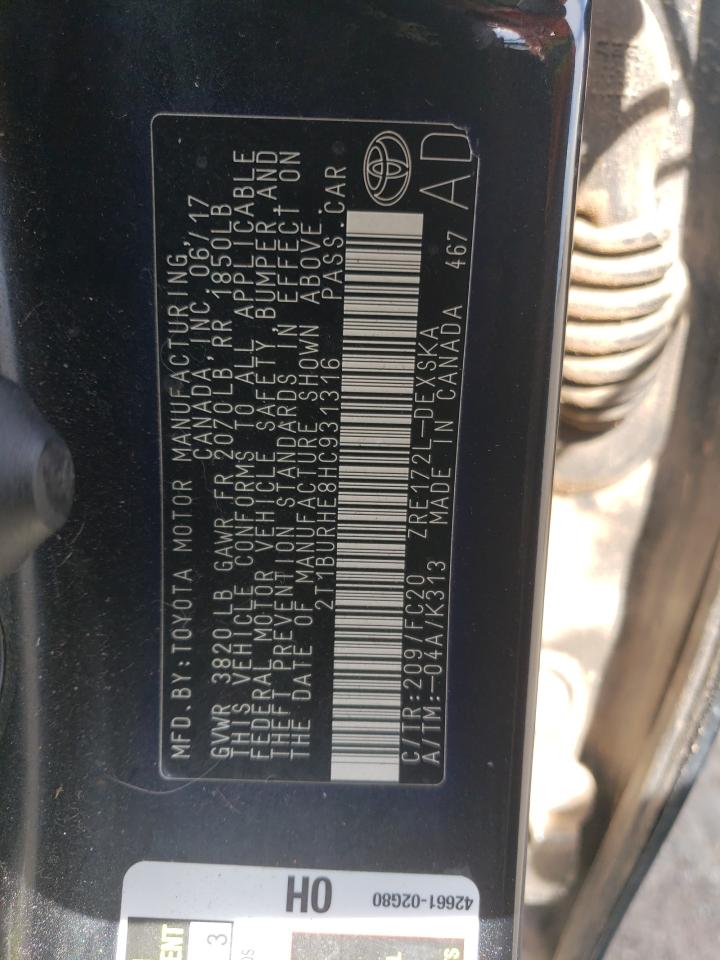 MFD.BY:TOYOTA MOTOR MANUFACTURING,
CANADA, INC. 06/17
GVWR 3820LB GAWR FR 2070LB,RR 1850LB
THIS VEHICLE CONFORMS TO ALL APPLICABLE
FEDERAL MOTOR VEHICLE SAFETY,BUMPER AND
THEFT PREVENTION STANDARDS IN EFFECT ON
THE DATE OF MANUFACTURE SHOWN ABOVE.
2T1BURHE8HC931316 PASS.CAR
C/TR:209/FC20 ZRE172L-DEXSKA
A/TM:-04A/K313 MADE IN CANADA 467 AD
0H
42661-02G80
3